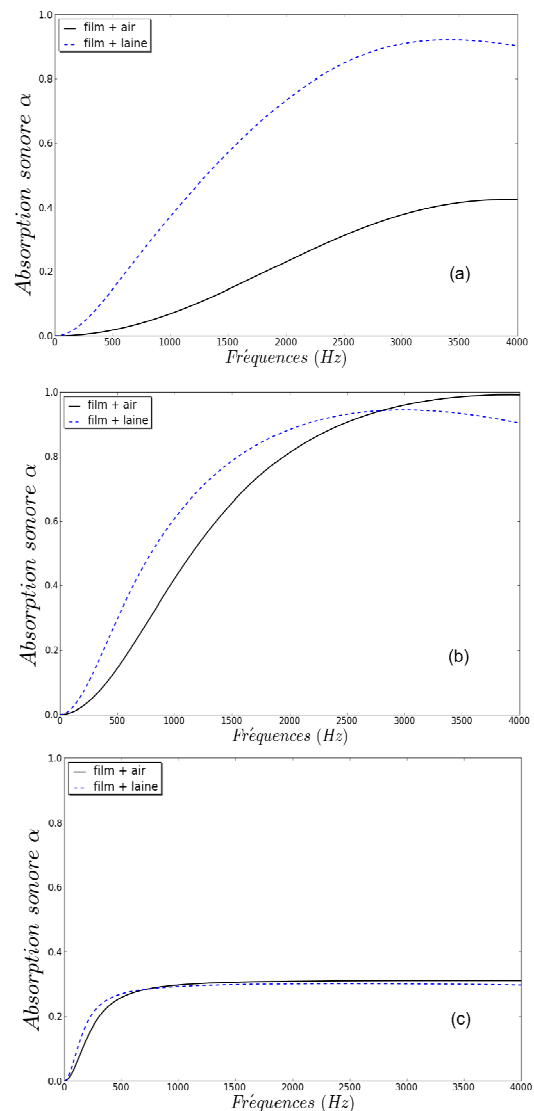 1.0
film + air
film + laine
0.8
0.6
0.4
0.2
0.0
Absorption sonore α
(a)
0 500 1000 1500 2000 2500 3000 3500 4000
Fréquences (Hz)
1.0
film + air
film + laine
0.8
0.6
0.4
0.2
0.0
Absorption sonore α
(b)
0 500 1000 1500 2000 2500 3000 3500 4000
Fréquences (Hz)
1.0
film + air
film + laine
0.8
0.6
0.4
0.2
0.0
Absorption sonore α
(c)
0 500 1000 1500 2000 2500 3000 3500 4000
Fréquences (Hz)